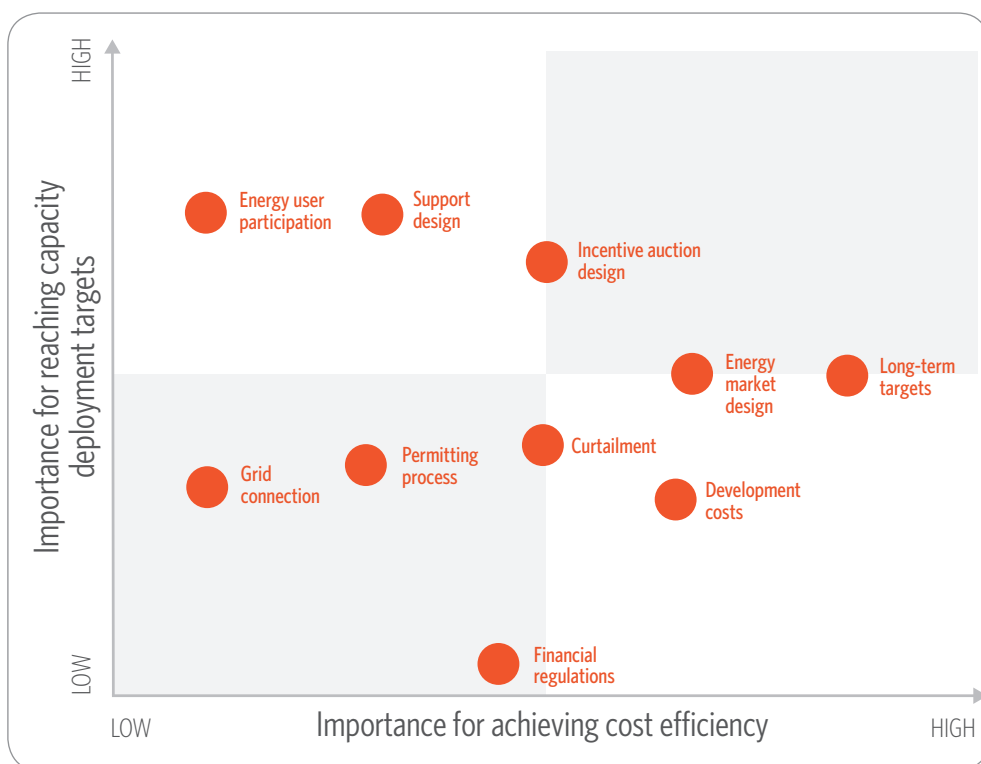 HIGH
Importance for reaching capacity
deployment targets
LOW
Energy user
participation
Support
design
Incentive auction
design
Energy
market
design
Long-term
targets
Curtailment
Permitting
process
Grid
connection
Development
costs
Financial
regulations
LOW
Importance for achieving cost efficiency
HIGH